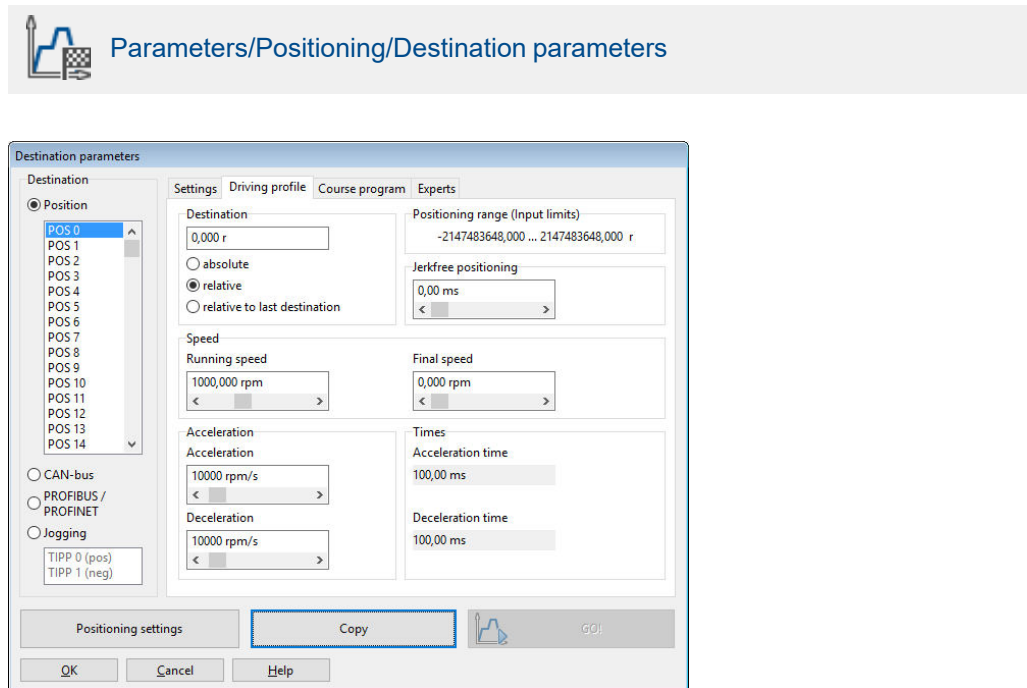 Parameters/Positioning/Destination parameters
Destination parameters
Destination
Position
POS 0
POS 1
POS 2
POS 3
POS 4
POS 5
POS 6
POS 7
POS 8
POS 9
POS 10
POS 11
POS 12
POS 13
POS 14
CAN-bus
PROFIBUS /
PROFINET
Jogging
TIPP 0 (pos)
TIPP 1 (neg)
Settings Driving profile Course program Experts
Destination
0,000 r
absolute
relative
relative to last destination
Positioning range (Input limits)
-2147483648,000 ... 2147483648,000 r
Jerkfree positioning
0,00 ms
Speed
Running speed
1000,000 rpm
Final speed
0,000 rpm
Acceleration
Acceleration
10000 rpm/s
Deceleration
10000 rpm/s
Times
Acceleration time
100,00 ms
Deceleration time
100,00 ms
Positioning settings Copy GO!
OK Cancel Help